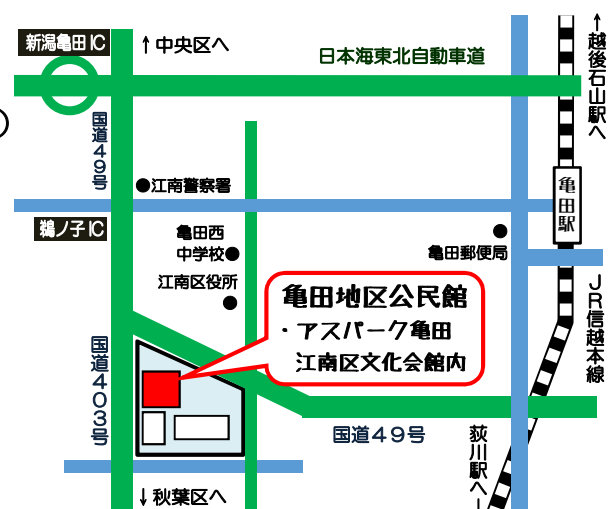 新潟亀田IC
↑中央区へ
日本海東北自動車道
↑越後石山駅へ
国道49号
●江南警察署
亀田駅
鵜ノ子IC
亀田西
中学校●
亀田郵便局
江南区役所
亀田地区公民館
・アスパーク亀田
江南区文化会館内
JR信越本線
国道403号
国道49号
荻川駅へ↓
↓秋葉区へ